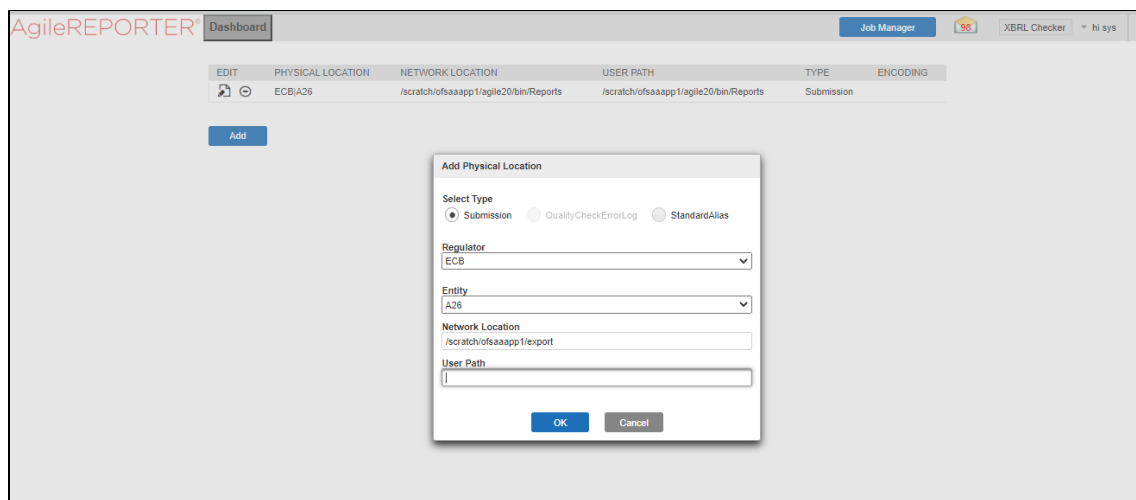 AgileREPORTER® Dashboard Job Manager 98 XBRL Checker hi sys
EDIT PHYSICAL LOCATION NETWORK LOCATION USER PATH TYPE ENCODING
ECB|A26 /scratch/ofsaaapp1/agile20/bin/Reports /scratch/ofsaaapp1/agile20/bin/Reports Submission
Add
Add Physical Location
Select Type
Submission QualityCheckErrorLog StandardAlias
Regulator
ECB
Entity
A26
Network Location
/scratch/ofsaaapp1/export
User Path
OK Cancel